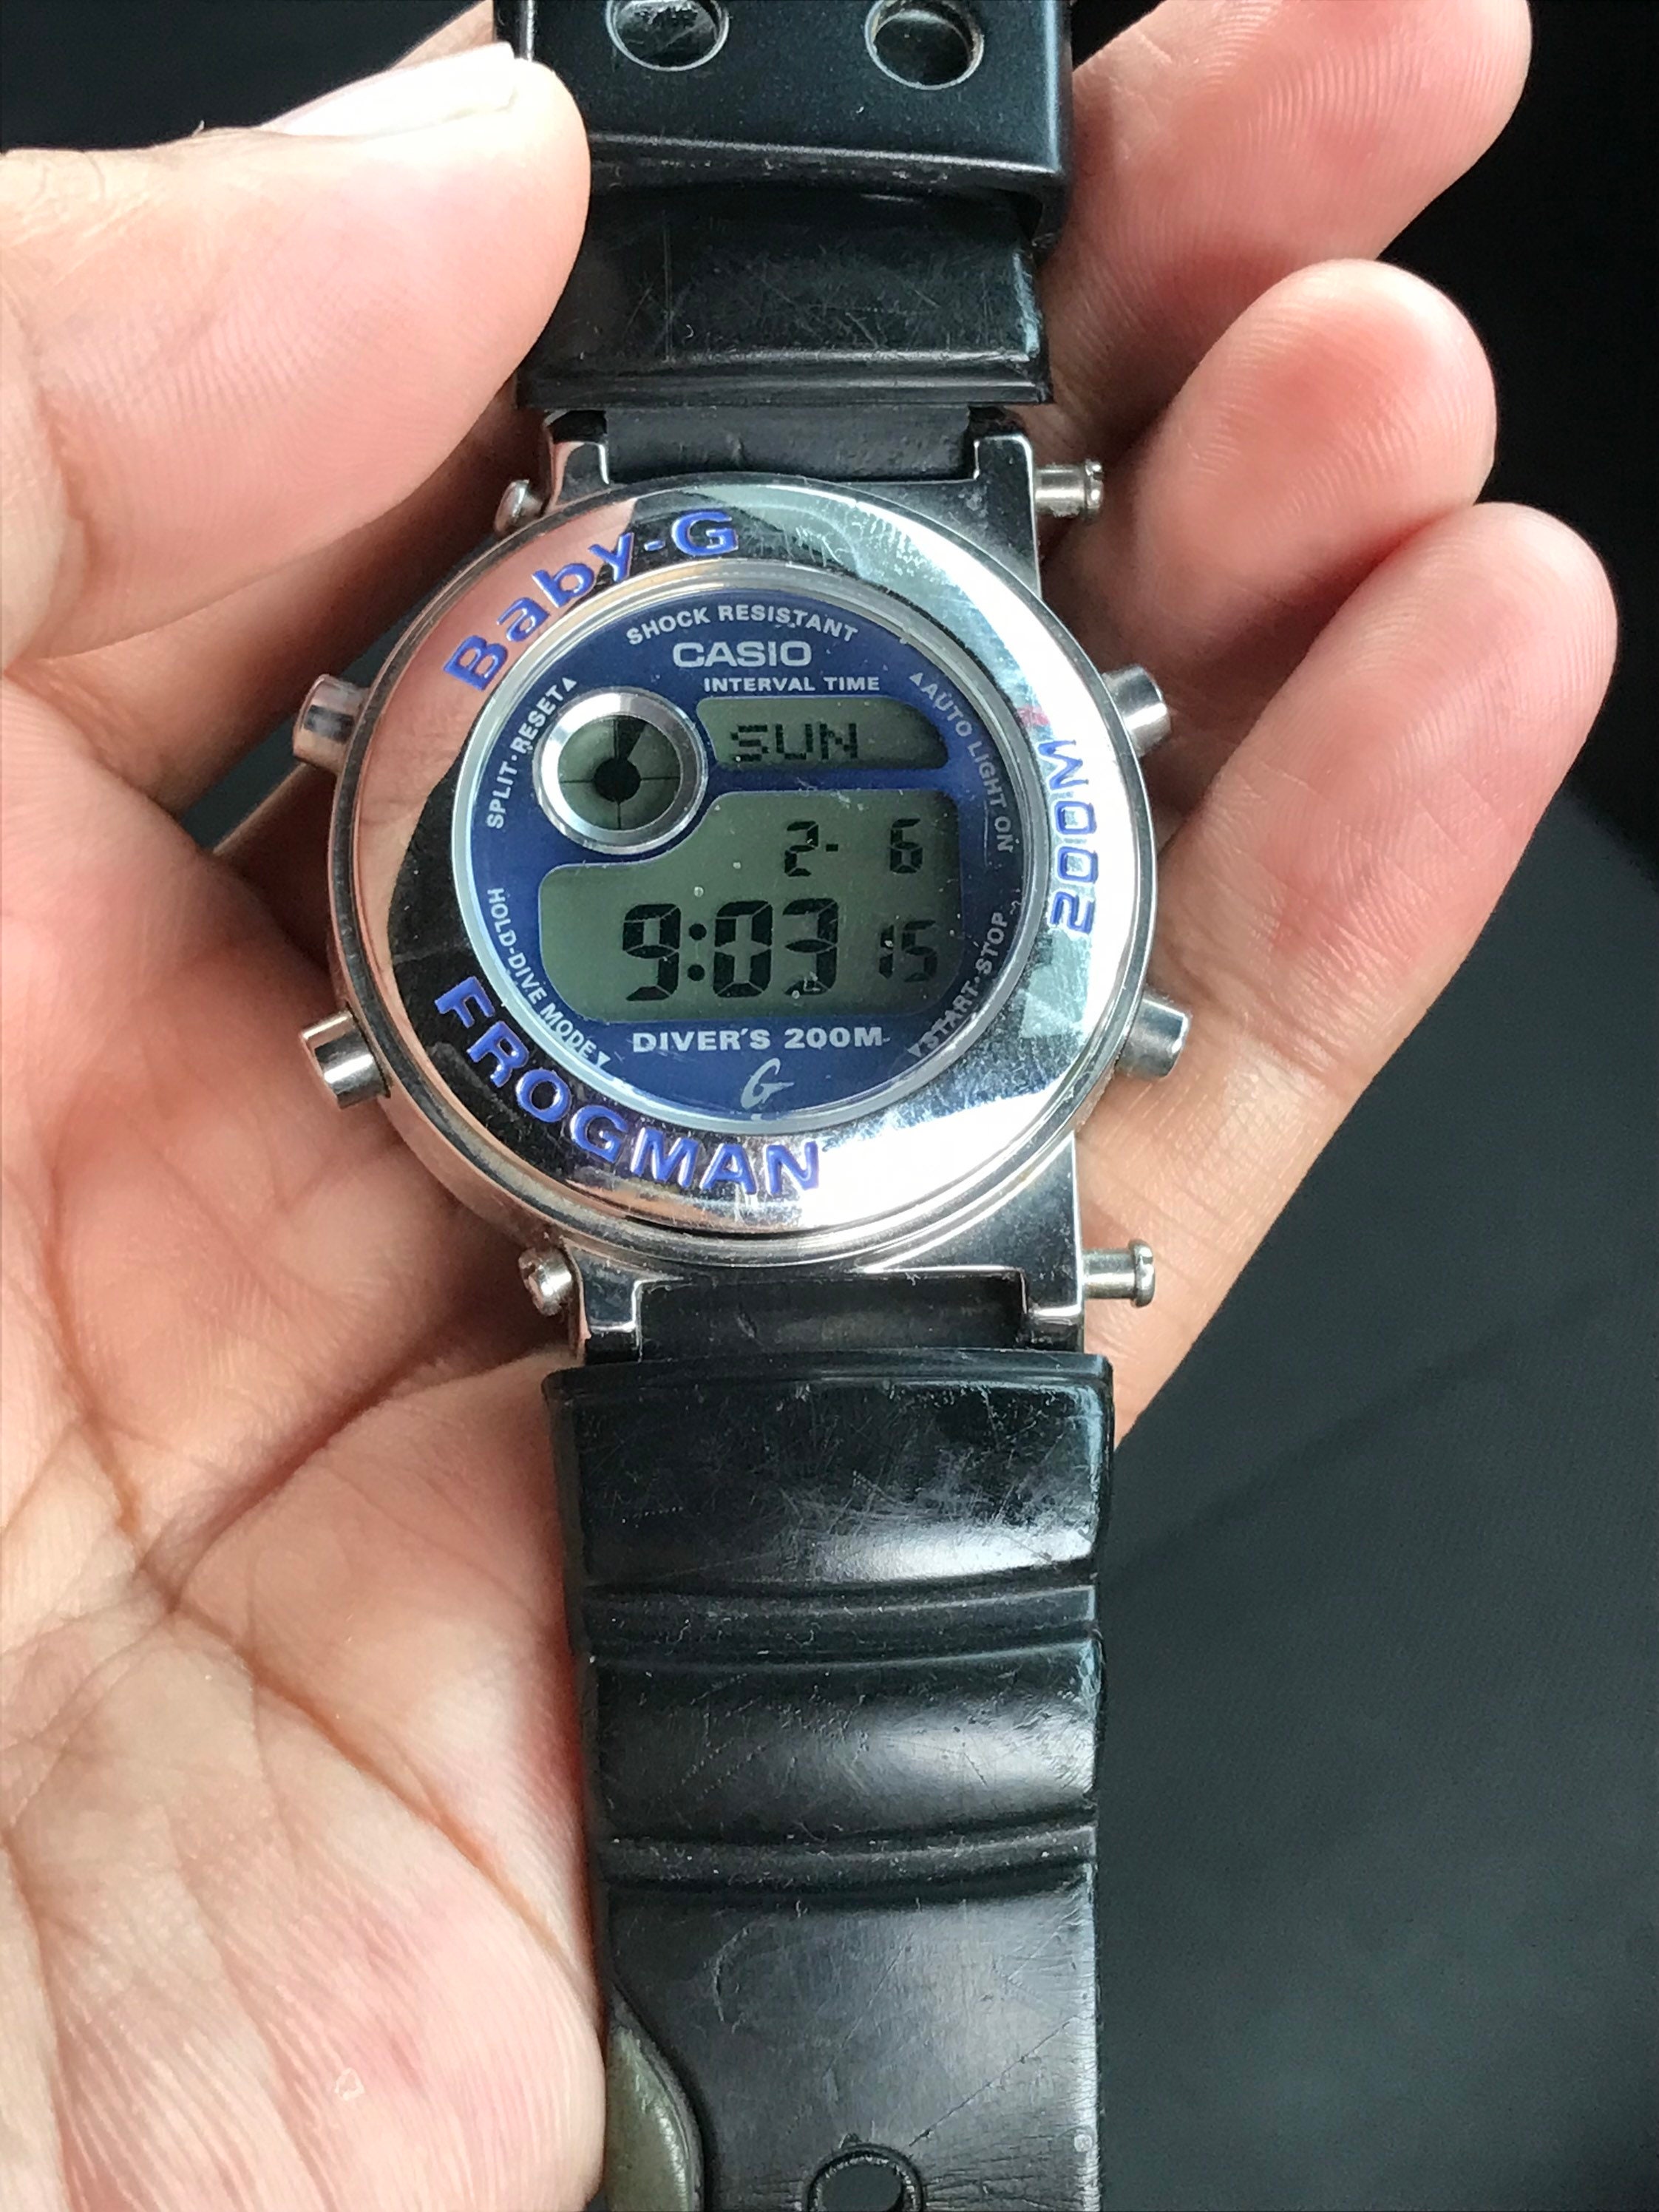 Baby-G
SHOCK RESISTANT
CASIO
INTERVAL TIME
SPLIT·RESET▲
▲AUTO LIGHT ON
SUN
200M
2- 6
9:03 15
HOLD-DIVE MODE▼
▼START·STOP
DIVER'S 200M
G
FROGMAN